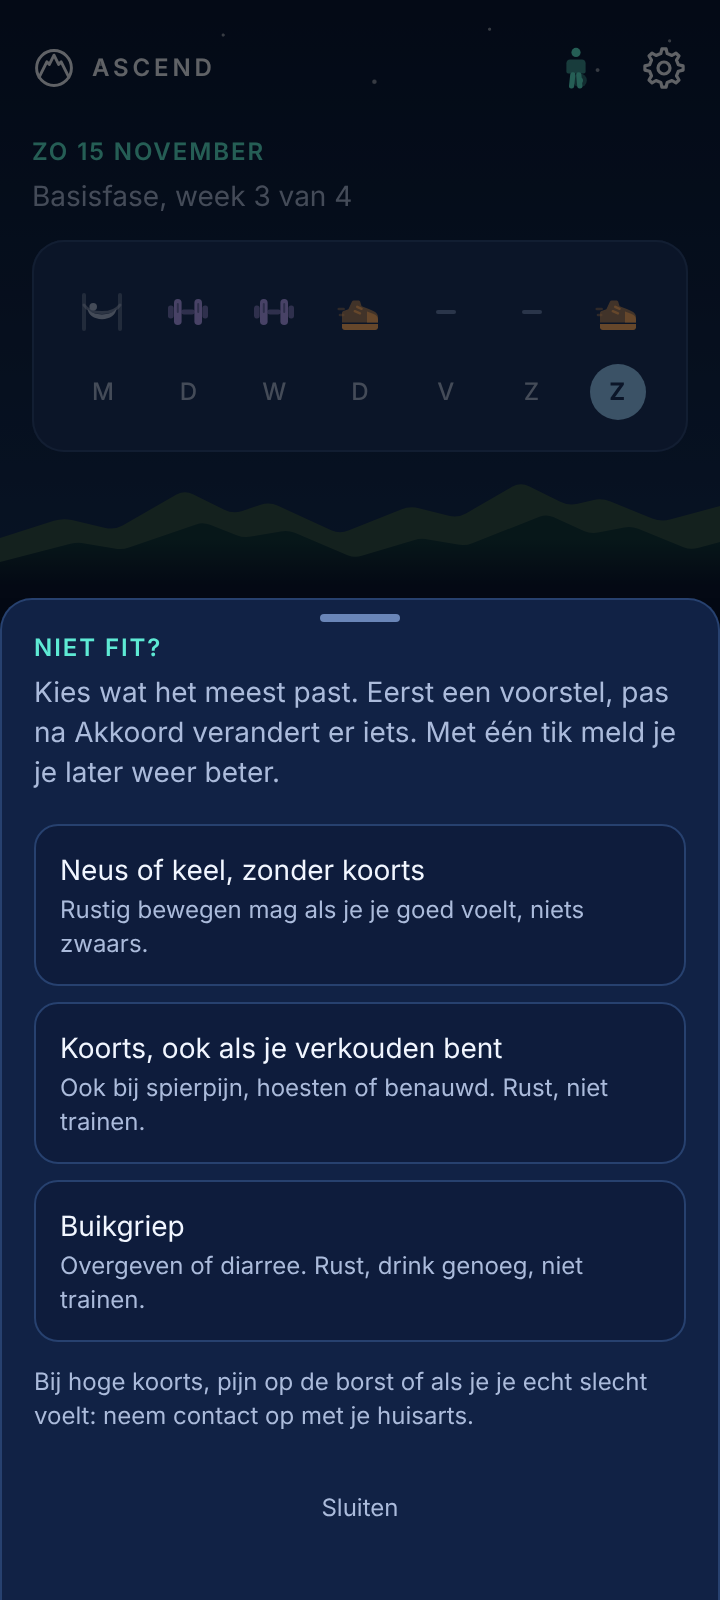 ASCEND
ZO 15 NOVEMBER
Basisfase, week 3 van 4
M D W D V Z Z
NIET FIT?
Kies wat het meest past. Eerst een voorstel, pas
na Akkoord verandert er iets. Met één tik meld je
je later weer beter.
Neus of keel, zonder koorts
Rustig bewegen mag als je je goed voelt, niets
zwaars.
Koorts, ook als je verkouden bent
Ook bij spierpijn, hoesten of benauwd. Rust, niet
trainen.
Buikgriep
Overgeven of diarree. Rust, drink genoeg, niet
trainen.
Bij hoge koorts, pijn op de borst of als je je echt slecht
voelt: neem contact op met je huisarts.
Sluiten